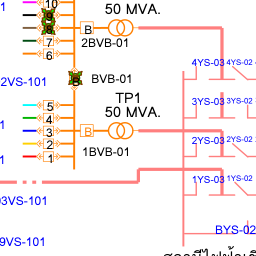 10
50 MVA.
9
8
B
7
2BVB-01
6
4YS-03 4YS-02
2VS-101
BVB-01
TP1
3YS-03 3YS-02
5
50 MVA.
4
3
B
2YS-03 2YS-02
2
1BVB-01
1
1YS-03 1YS-02
03VS-101
BYS-02
9VS-101